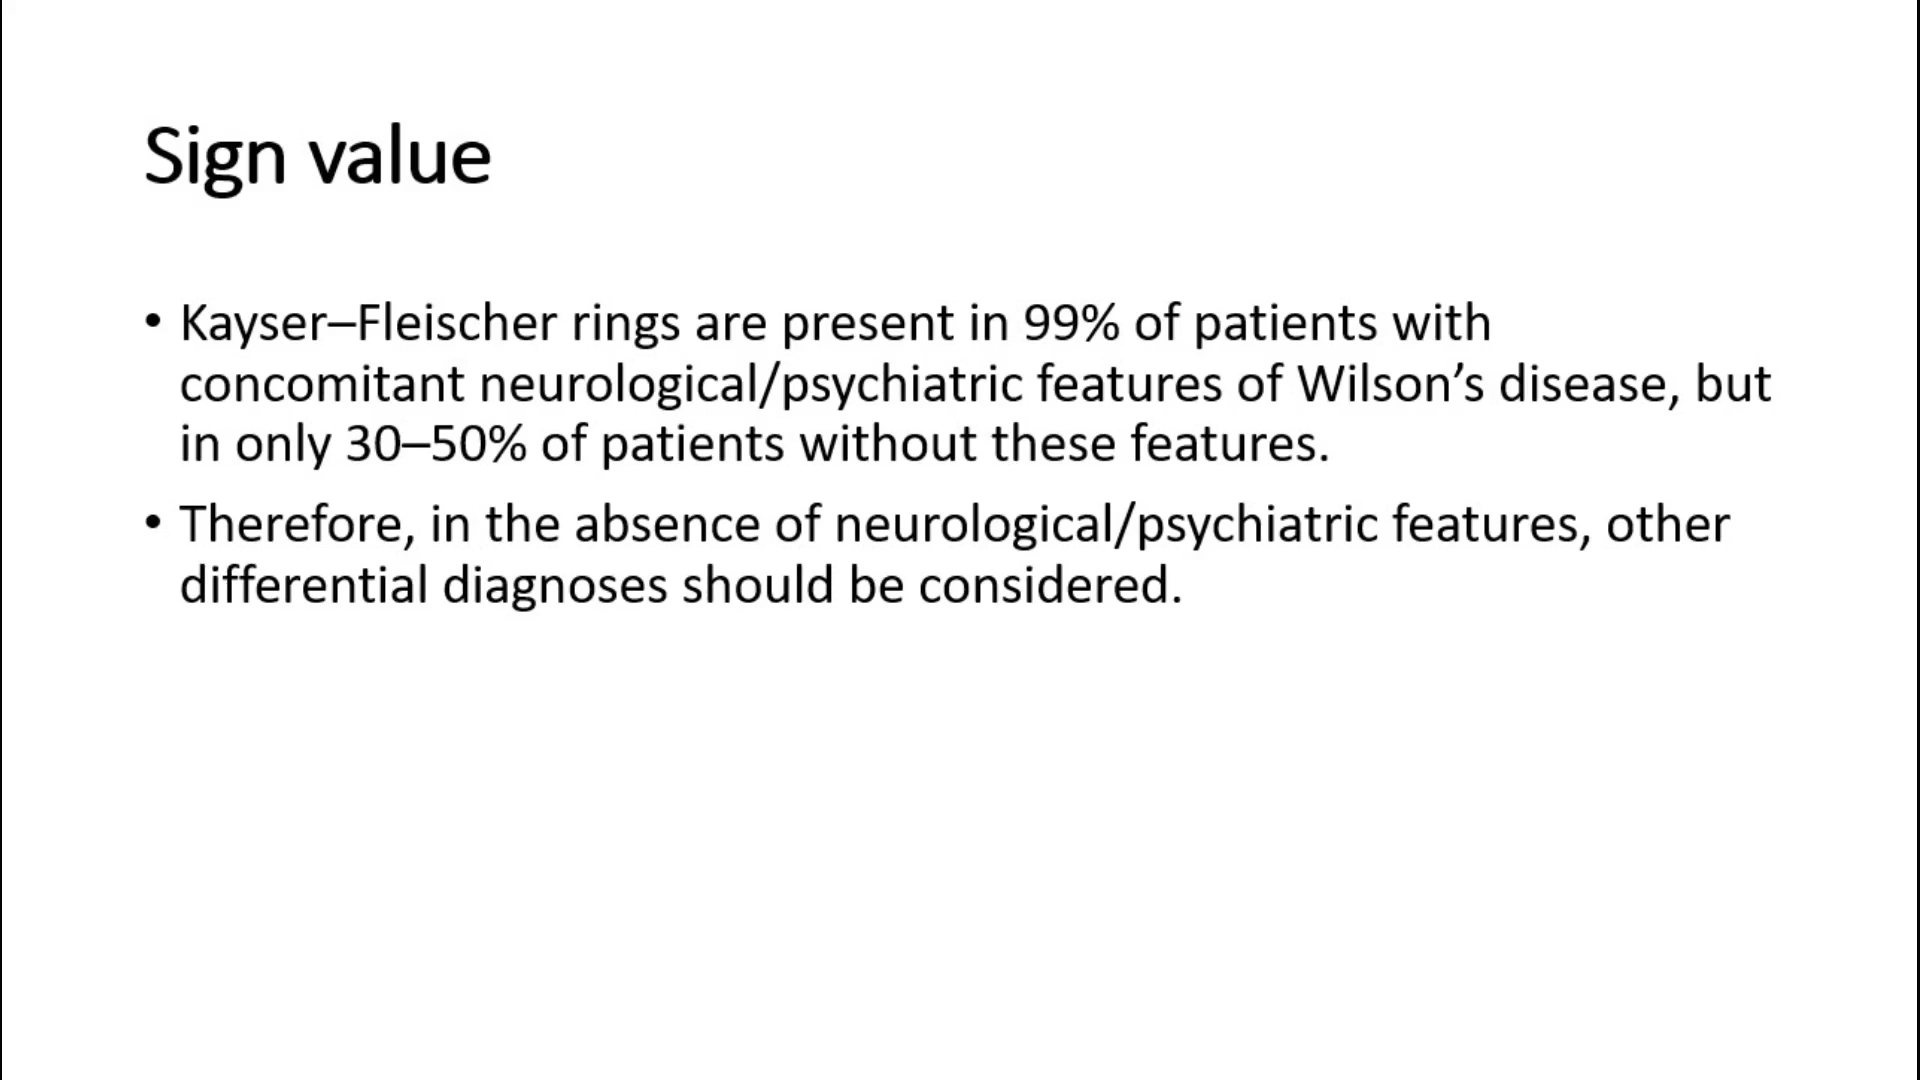 Sign value
• Kayser–Fleischer rings are present in 99% of patients with
concomitant neurological/psychiatric features of Wilson’s disease, but
in only 30–50% of patients without these features.
• Therefore, in the absence of neurological/psychiatric features, other
differential diagnoses should be considered.